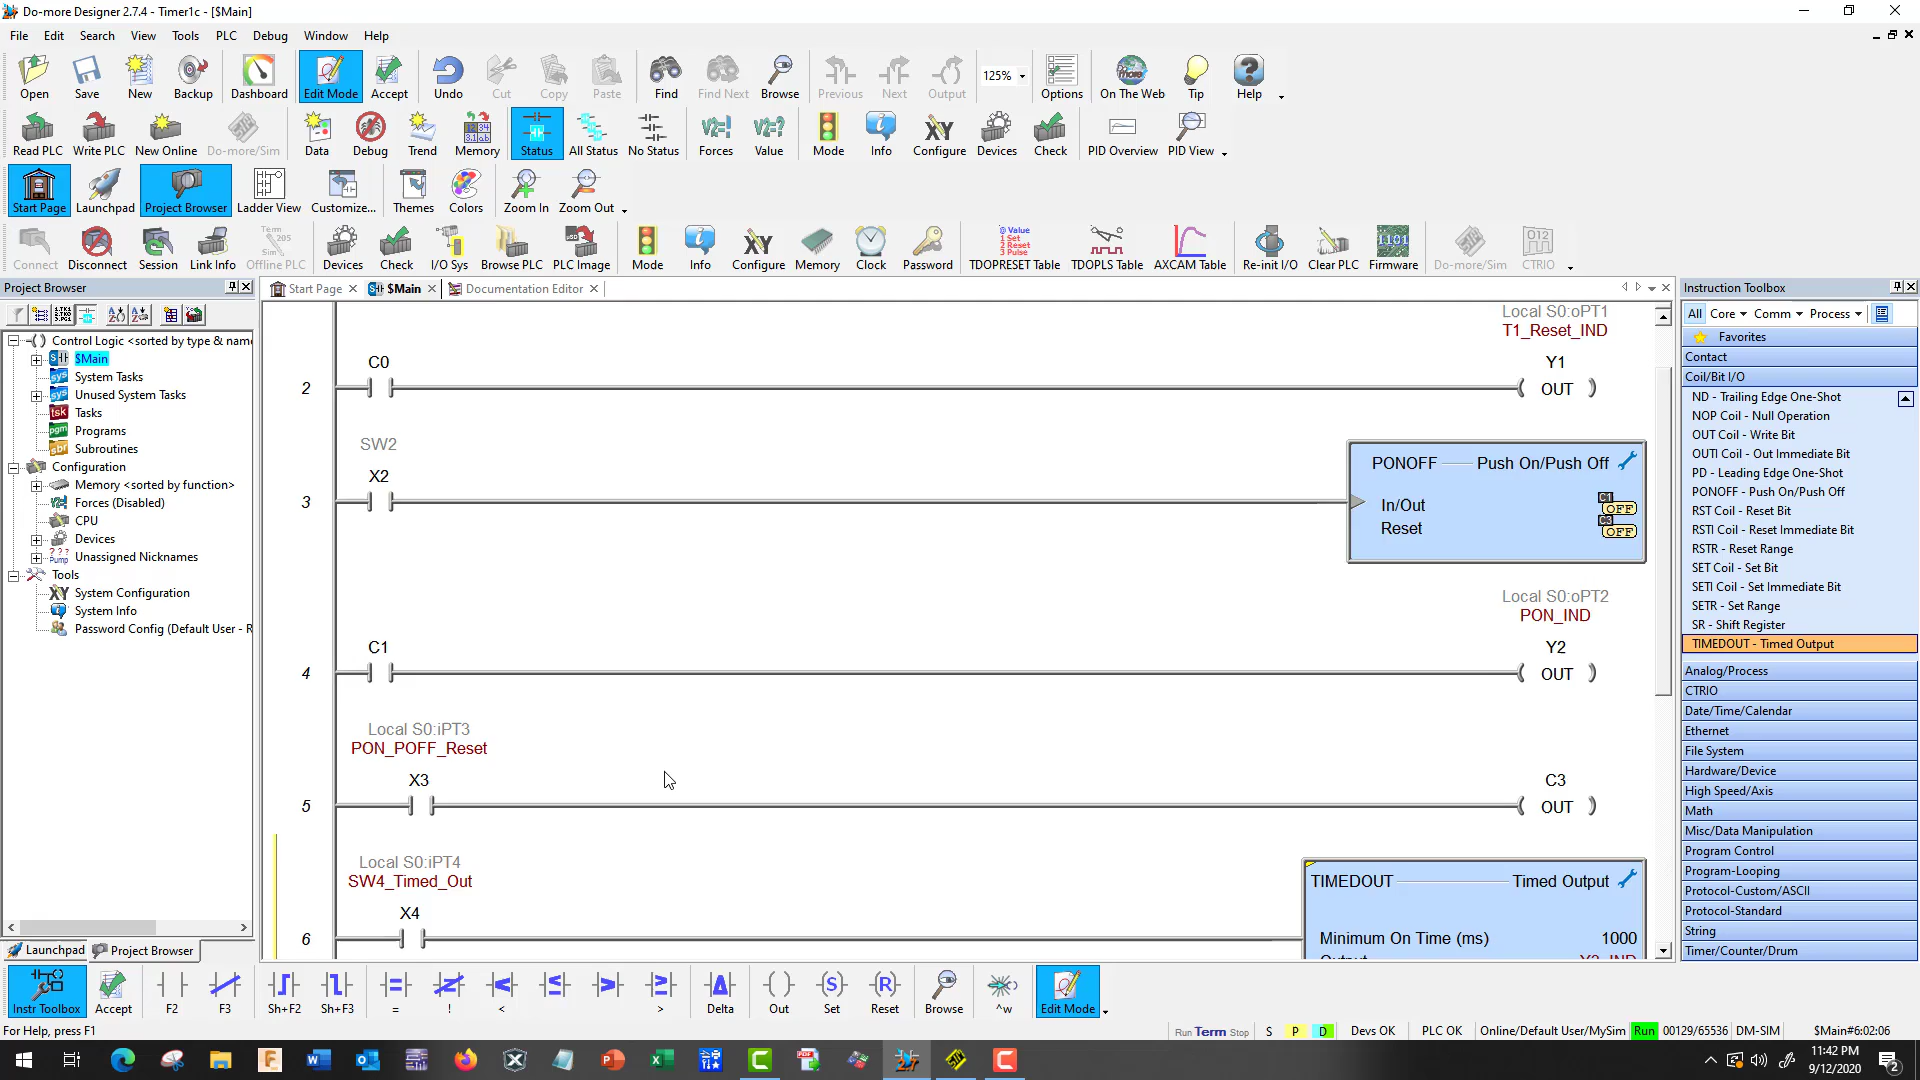 Do-more Designer 2.7.4 - Timer1c - [$Main]
File Edit Search View Tools PLC Debug Window Help
Open Save New Backup Dashboard Edit Mode Accept Undo Cut Copy Paste Find Find Next Browse Previous Next Output 125% Options On The Web Tip Help
Read PLC Write PLC New Online Do-more/Sim Data Debug Trend Memory Status All Status No Status Forces Value Mode Info Configure Devices Check PID Overview PID View
Start Page Launchpad Project Browser Ladder View Customize... Themes Colors Zoom In Zoom Out
Connect Disconnect Session Link Info Offline PLC Devices Check I/O Sys Browse PLC PLC Image Mode Info Configure Memory Clock Password TDOPRESET Table TDOPLS Table AXCAM Table Re-init I/O Clear PLC Firmware Do-more/Sim CTRIO
Project Browser
Start Page $Main Documentation Editor
Instruction Toolbox
All Core Comm Process
Control Logic <sorted by type & name
$Main
System Tasks
Unused System Tasks
Tasks
Programs
Subroutines
Configuration
Memory <sorted by function>
Forces (Disabled)
CPU
Devices
Unassigned Nicknames
Tools
System Configuration
System Info
Password Config (Default User - R
Launchpad Project Browser
Local S0:oPT1
T1_Reset_IND
C0 Y1
2 OUT
SW2
X2
3
PONOFF Push On/Push Off
In/Out C1 OFF
Reset C3 OFF
Local S0:oPT2
PON_IND
C1 Y2
4 OUT
Local S0:iPT3
PON_POFF_Reset
X3 C3
5 OUT
Local S0:iPT4
SW4_Timed_Out
X4
6
TIMEDOUT Timed Output
Minimum On Time (ms) 1000
Favorites
Contact
Coil/Bit I/O
ND - Trailing Edge One-Shot
NOP Coil - Null Operation
OUT Coil - Write Bit
OUTI Coil - Out Immediate Bit
PD - Leading Edge One-Shot
PONOFF - Push On/Push Off
RST Coil - Reset Bit
RSTI Coil - Reset Immediate Bit
RSTR - Reset Range
SET Coil - Set Bit
SETI Coil - Set Immediate Bit
SETR - Set Range
SR - Shift Register
TIMEDOUT - Timed Output
Analog/Process
CTRIO
Date/Time/Calendar
Ethernet
File System
Hardware/Device
High Speed/Axis
Math
Misc/Data Manipulation
Program Control
Program-Looping
Protocol-Custom/ASCII
Protocol-Standard
String
Timer/Counter/Drum
Instr Toolbox Accept F2 F3 Sh+F2 Sh+F3 = ! < > Delta Out Set Reset Browse ^w Edit Mode
For Help, press F1
Run Term Stop S P D Devs OK PLC OK Online/Default User/MySim Run 00129/65536 DM-SIM $Main#6:02:06
11:42 PM
9/12/2020
2